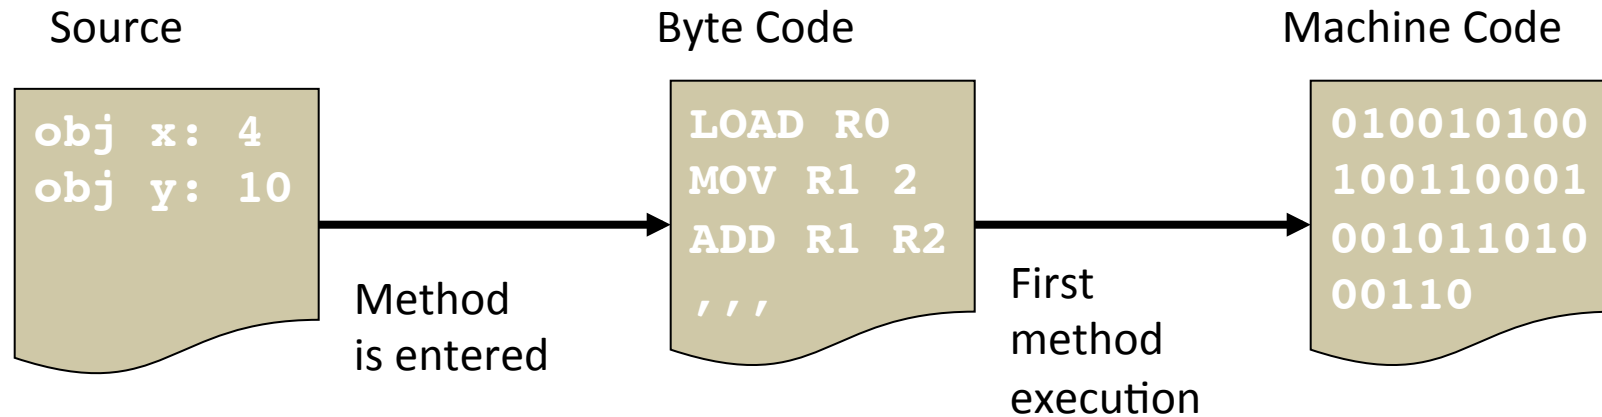 Source
obj x: 4
obj y: 10
Method
is entered
Byte Code
LOAD R0
MOV R1 2
ADD R1 R2
,,,
First
method
execution
Machine Code
010010100
100110001
001011010
00110